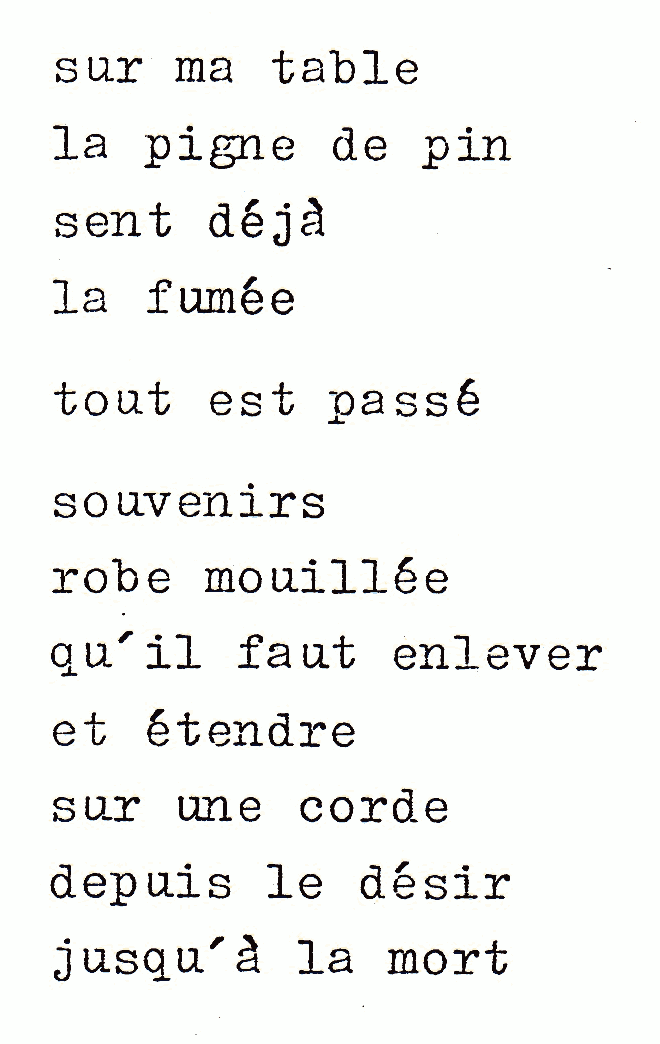 sur ma table
la pigne de pin
sent déjà
la fumée
tout est passé
souvenirs
robe mouillée
qu'il faut enlever
et étendre
sur une corde
depuis le désir
jusqu'à la mort